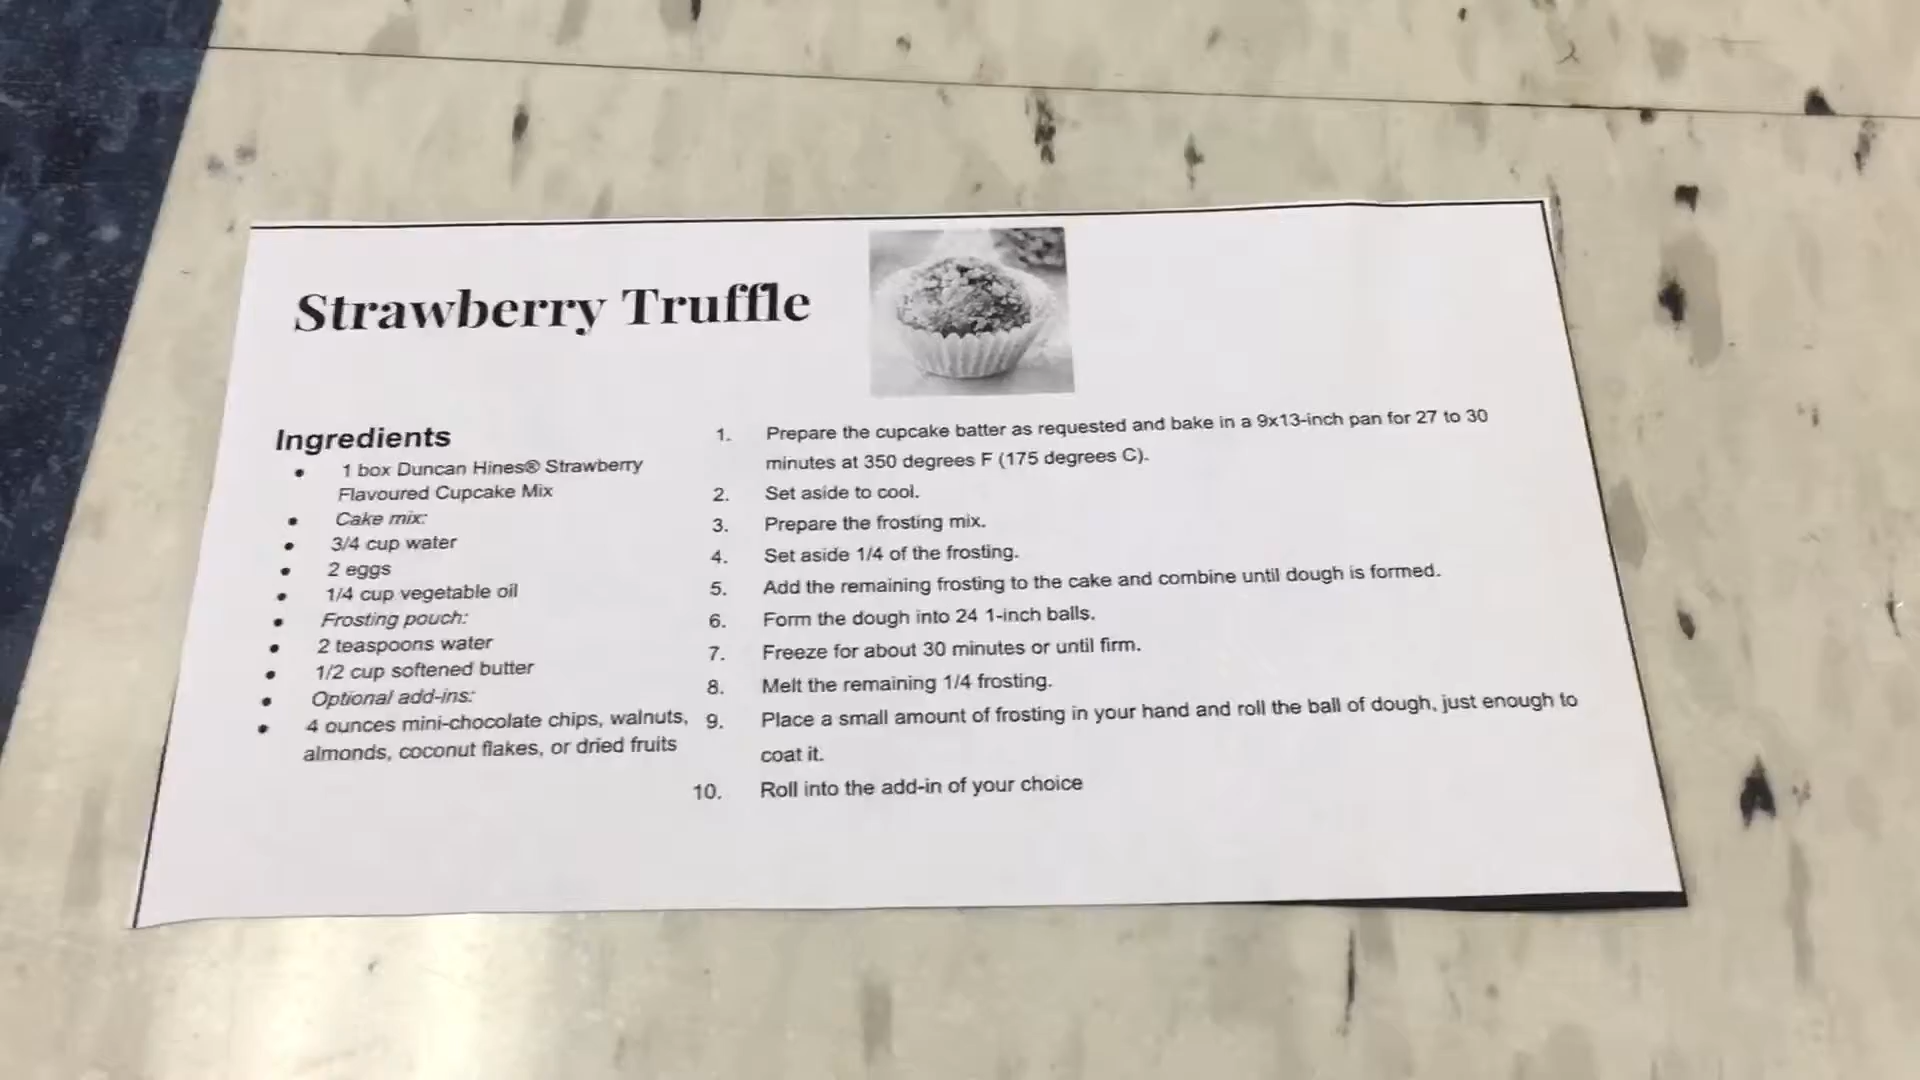 Strawberry Truffle
Ingredients
• 1 box Duncan Hines® Strawberry
Flavoured Cupcake Mix
• Cake mix:
• 3/4 cup water
• 2 eggs
• 1/4 cup vegetable oil
• Frosting pouch:
• 2 teaspoons water
• 1/2 cup softened butter
• Optional add-ins:
• 4 ounces mini-chocolate chips, walnuts,
almonds, coconut flakes, or dried fruits
1. Prepare the cupcake batter as requested and bake in a 9x13-inch pan for 27 to 30
minutes at 350 degrees F (175 degrees C).
2. Set aside to cool.
3. Prepare the frosting mix.
4. Set aside 1/4 of the frosting.
5. Add the remaining frosting to the cake and combine until dough is formed.
6. Form the dough into 24 1-inch balls.
7. Freeze for about 30 minutes or until firm.
8. Melt the remaining 1/4 frosting.
9. Place a small amount of frosting in your hand and roll the ball of dough, just enough to
coat it.
10. Roll into the add-in of your choice